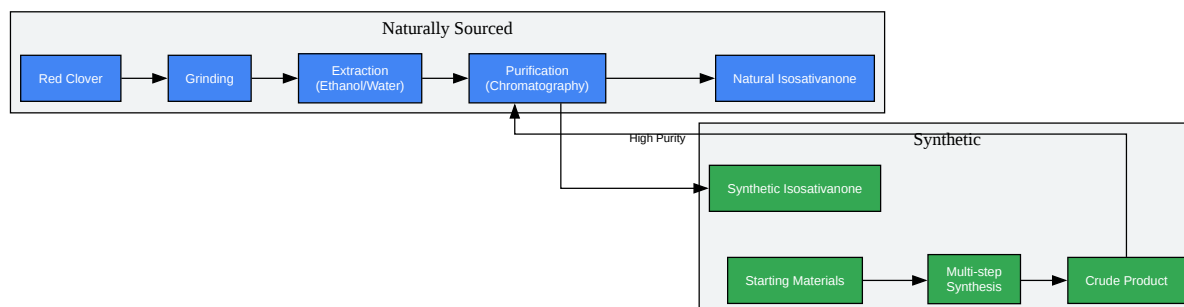 Naturally Sourced
Red Clover
Grinding
Extraction
(Ethanol/Water)
Purification
(Chromatography)
Natural Isosativanone
High Purity
Synthetic
Synthetic Isosativanone
Starting Materials
Multi-step
Synthesis
Crude Product